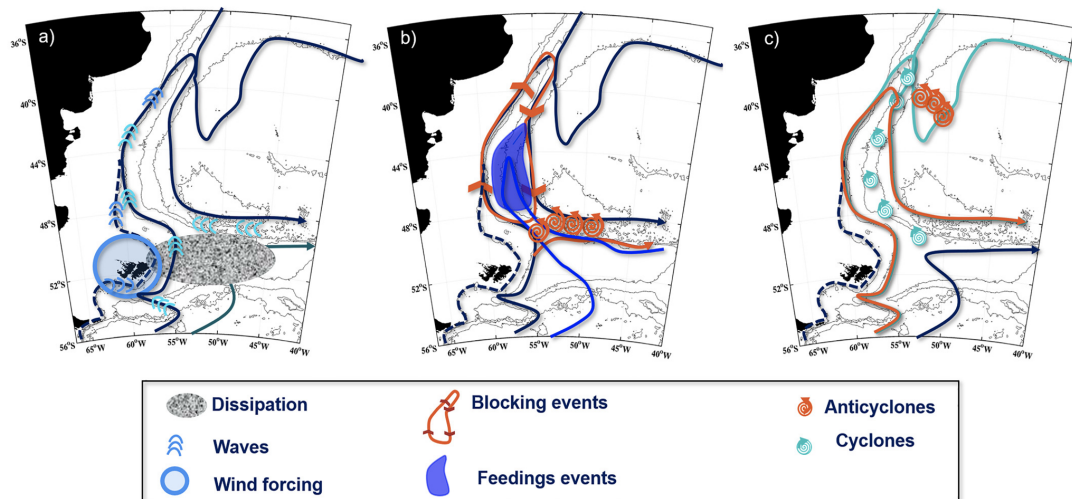 a)
36°S
40°S
44°S
48°S
52°S
56°S
65°W
60°W
55°W
50°W
45°W
40°W
b)
36°S
40°S
44°S
48°S
52°S
56°S
65°W
60°W
55°W
50°W
45°W
40°W
c)
36°S
40°S
44°S
48°S
52°S
56°S
65°W
60°W
55°W
50°W
45°W
40°W
Dissipation
Waves
Wind forcing
Blocking events
Feedings events
Anticyclones
Cyclones